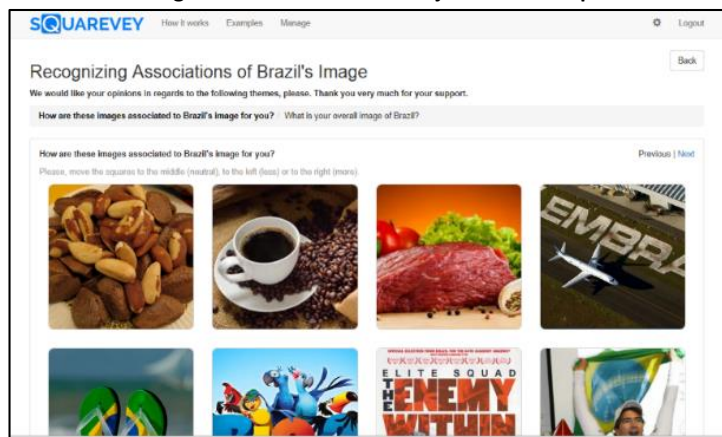 SQUAREVEY How it works Examples Manage Logout
Back
Recognizing Associations of Brazil's Image
We would like your opinions in regards to the following themes, please. Thank you very much for your support.
How are these images associated to Brazil's image for you? What is your overall image of Brazil?
How are these images associated to Brazil's image for you? Previous | Next
Please, move the squares to the middle (neutral), to the left (less) or to the right (more).
EMBRA
ELITE SQUAD
THE ENEMY
WITHIN